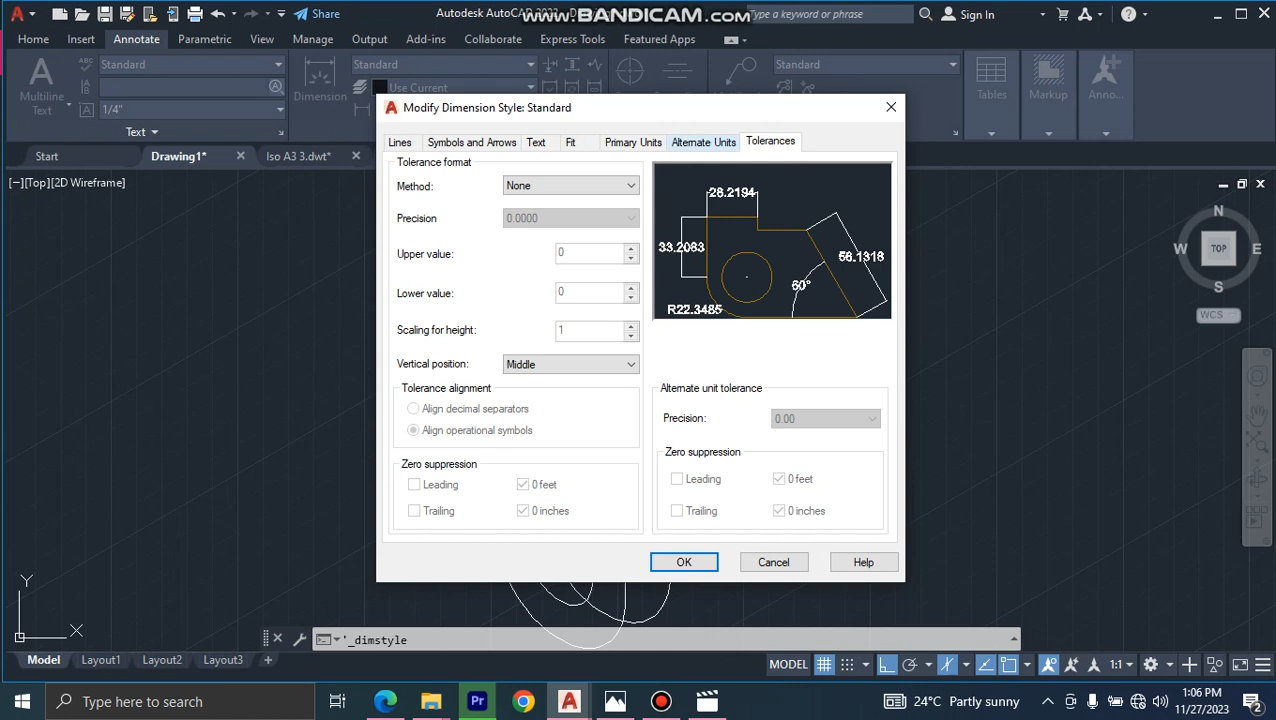 Share
Autodesk AutoCAD 2022
www.BANDICAM.com
Type a keyword or phrase
Sign In
Home Insert Annotate Parametric View Manage Output Add-ins Collaborate Express Tools Featured Apps
Standard
Standard
Standard
Use Current
Multiline
Text
1/4"
Dimension
Tables
Markup
Anno...
Text
Start
Drawing1*
Iso A3 3.dwt*
[−][Top][2D Wireframe]
Modify Dimension Style: Standard
Lines Symbols and Arrows Text Fit Primary Units Alternate Units Tolerances
Tolerance format
Method: None
Precision 0.0000
Upper value: 0
Lower value: 0
Scaling for height: 1
Vertical position: Middle
Tolerance alignment
Align decimal separators
Align operational symbols
Zero suppression
Leading 0 feet
Trailing 0 inches
28.2194
33.2083
56.1316
60°
R22.3485
Alternate unit tolerance
Precision: 0.00
Zero suppression
Leading 0 feet
Trailing 0 inches
OK Cancel Help
N
W TOP E
S
WCS
Y
X
'_dimstyle
Model Layout1 Layout2 Layout3 +
MODEL
1:1
Type here to search
Pr
24°C Partly sunny
1:06 PM
11/27/2023
2